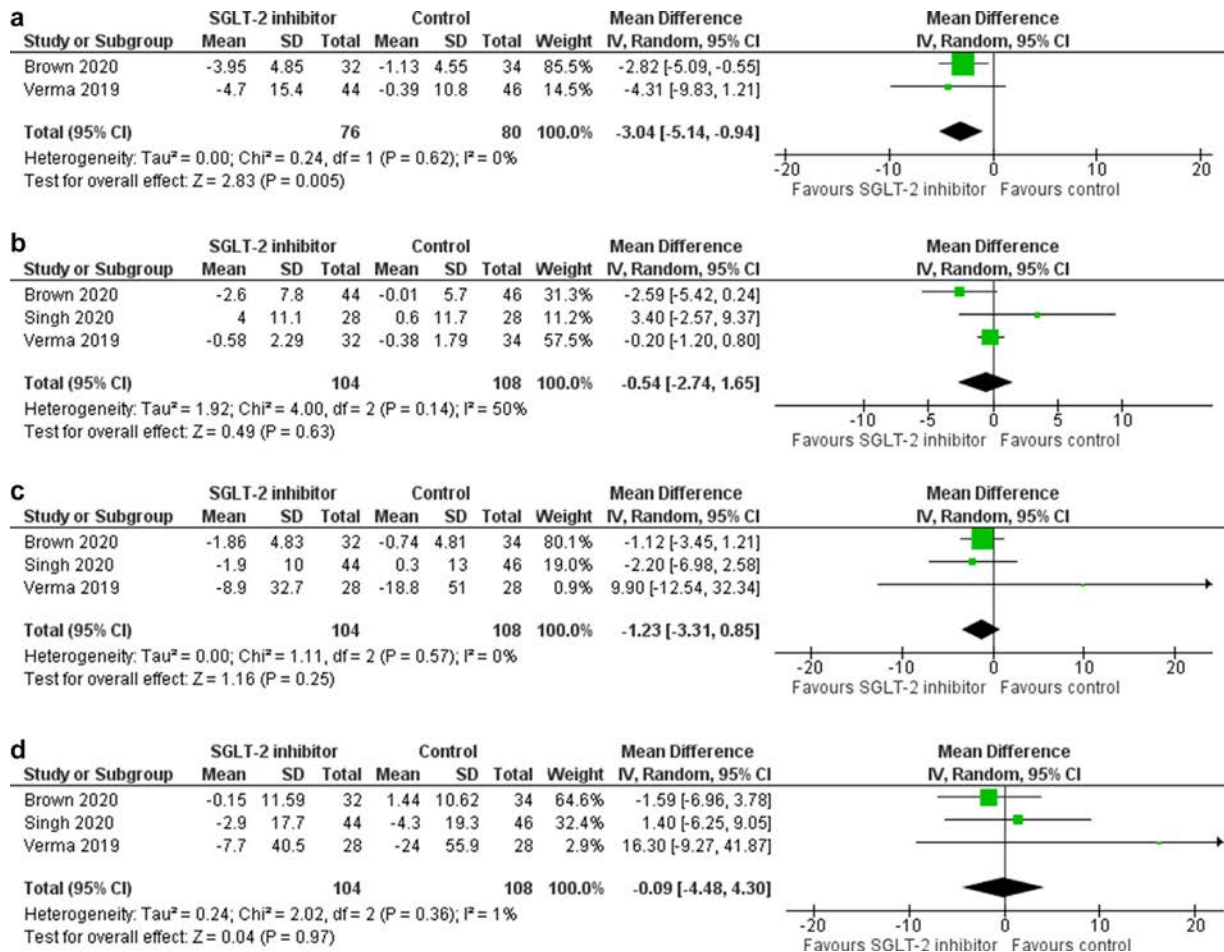 a
SGLT-2 inhibitor Control Mean Difference Mean Difference
Study or Subgroup Mean SD Total Mean SD Total Weight IV, Random, 95% CI IV, Random, 95% CI
Brown 2020 -3.95 4.85 32 -1.13 4.55 34 85.5% -2.82 [-5.09, -0.55]
Verma 2019 -4.7 15.4 44 -0.39 10.8 46 14.5% -4.31 [-9.83, 1.21]
Total (95% CI) 76 80 100.0% -3.04 [-5.14, -0.94]
Heterogeneity: Tau² = 0.00; Chi² = 0.24, df = 1 (P = 0.62); I² = 0%
Test for overall effect: Z = 2.83 (P = 0.005)
-20 -10 0 10 20
Favours SGLT-2 inhibitor Favours control
b
SGLT-2 inhibitor Control Mean Difference Mean Difference
Study or Subgroup Mean SD Total Mean SD Total Weight IV, Random, 95% CI IV, Random, 95% CI
Brown 2020 -2.6 7.8 44 -0.01 5.7 46 31.3% -2.59 [-5.42, 0.24]
Singh 2020 4 11.1 28 0.6 11.7 28 11.2% 3.40 [-2.57, 9.37]
Verma 2019 -0.58 2.29 32 -0.38 1.79 34 57.5% -0.20 [-1.20, 0.80]
Total (95% CI) 104 108 100.0% -0.54 [-2.74, 1.65]
Heterogeneity: Tau² = 1.92; Chi² = 4.00, df = 2 (P = 0.14); I² = 50%
Test for overall effect: Z = 0.49 (P = 0.63)
-10 -5 0 5 10
Favours SGLT-2 inhibitor Favours control
c
SGLT-2 inhibitor Control Mean Difference Mean Difference
Study or Subgroup Mean SD Total Mean SD Total Weight IV, Random, 95% CI IV, Random, 95% CI
Brown 2020 -1.86 4.83 32 -0.74 4.81 34 80.1% -1.12 [-3.45, 1.21]
Singh 2020 -1.9 10 44 0.3 13 46 19.0% -2.20 [-6.98, 2.58]
Verma 2019 -8.9 32.7 28 -18.8 51 28 0.9% 9.90 [-12.54, 32.34]
Total (95% CI) 104 108 100.0% -1.23 [-3.31, 0.85]
Heterogeneity: Tau² = 0.00; Chi² = 1.11, df = 2 (P = 0.57); I² = 0%
Test for overall effect: Z = 1.16 (P = 0.25)
-20 -10 0 10 20
Favours SGLT-2 inhibitor Favours control
d
SGLT-2 inhibitor Control Mean Difference Mean Difference
Study or Subgroup Mean SD Total Mean SD Total Weight IV, Random, 95% CI IV, Random, 95% CI
Brown 2020 -0.15 11.59 32 1.44 10.62 34 64.6% -1.59 [-6.96, 3.78]
Singh 2020 -2.9 17.7 44 -4.3 19.3 46 32.4% 1.40 [-6.25, 9.05]
Verma 2019 -7.7 40.5 28 -24 55.9 28 2.9% 16.30 [-9.27, 41.87]
Total (95% CI) 104 108 100.0% -0.09 [-4.48, 4.30]
Heterogeneity: Tau² = 0.24; Chi² = 2.02, df = 2 (P = 0.36); I² = 1%
Test for overall effect: Z = 0.04 (P = 0.97)
-20 -10 0 10 20
Favours SGLT-2 inhibitor Favours control